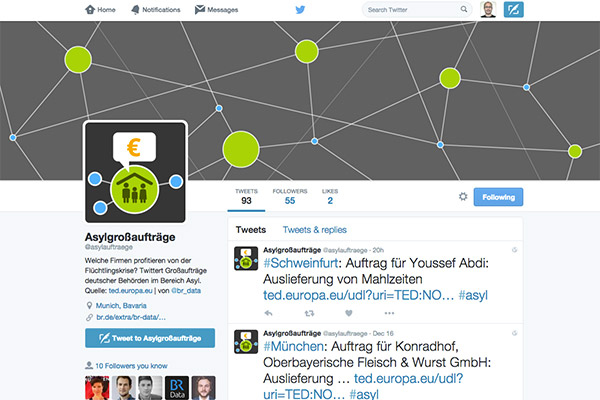 Home Notifications Messages Search Twitter
€
TWEETS FOLLOWERS LIKES
93 55 2
Following
Asylgroßaufträge
@asylauftraege
Welche Firmen profitieren von der
Flüchtlingskrise? Twittert Großaufträge
deutscher Behörden im Bereich Asyl.
Quelle: ted.europa.eu | von @br_data
Munich, Bavaria
br.de/extra/br-data/...
Tweet to Asylgroßaufträge
10 Followers you know
BR
Data
Tweets Tweets & replies
Asylgroßaufträge @asylauftraege · 20h
#Schweinfurt: Auftrag für Youssef Abdi:
Auslieferung von Mahlzeiten
ted.europa.eu/udl?uri=TED:NO... #asyl
Asylgroßaufträge @asylauftraege · Dec 16
#München: Auftrag für Konradhof,
Oberbayerische Fleisch & Wurst GmbH:
Auslieferung ... ted.europa.eu/udl?
uri=TED:NO... #asyl